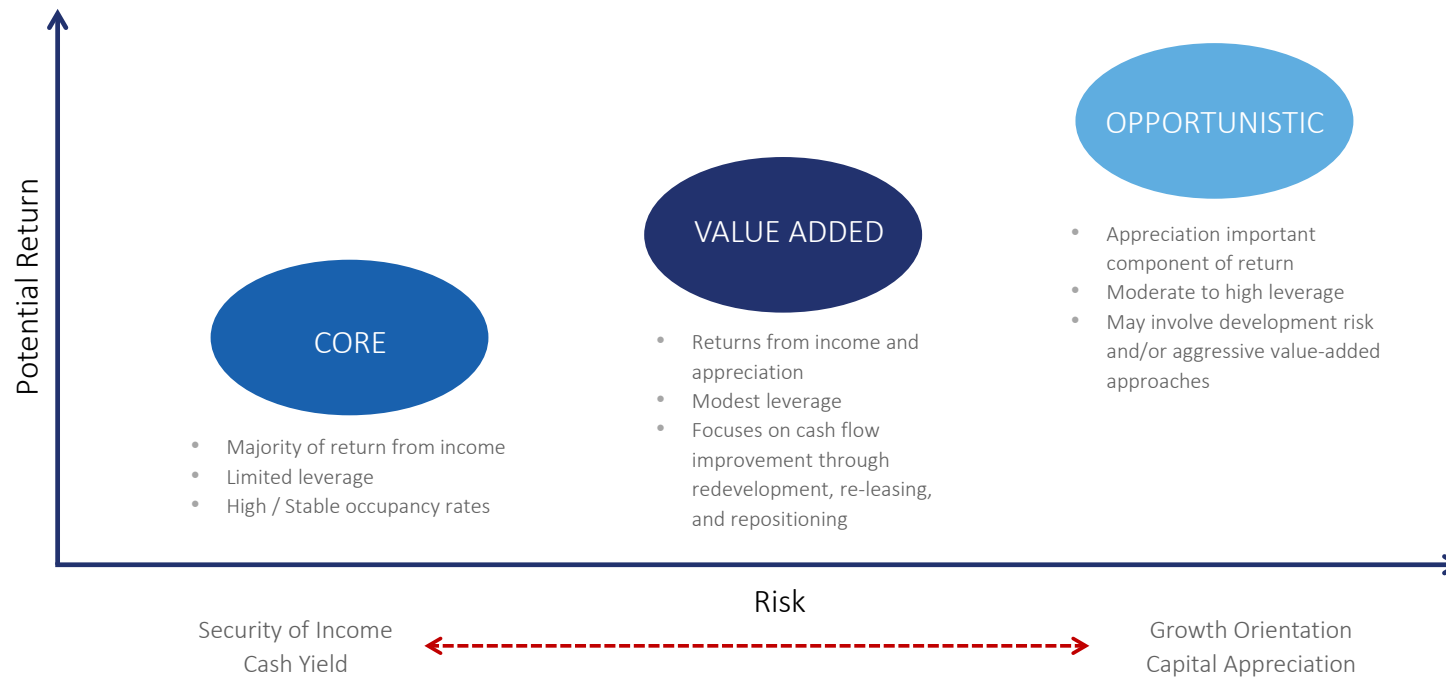 Potential Return
OPPORTUNISTIC
• Appreciation important
component of return
• Moderate to high leverage
• May involve development risk
and/or aggressive value-added
approaches
VALUE ADDED
• Returns from income and
appreciation
• Modest leverage
• Focuses on cash flow
improvement through
redevelopment, re-leasing,
and repositioning
CORE
• Majority of return from income
• Limited leverage
• High / Stable occupancy rates
Risk
Security of Income
Cash Yield
Growth Orientation
Capital Appreciation